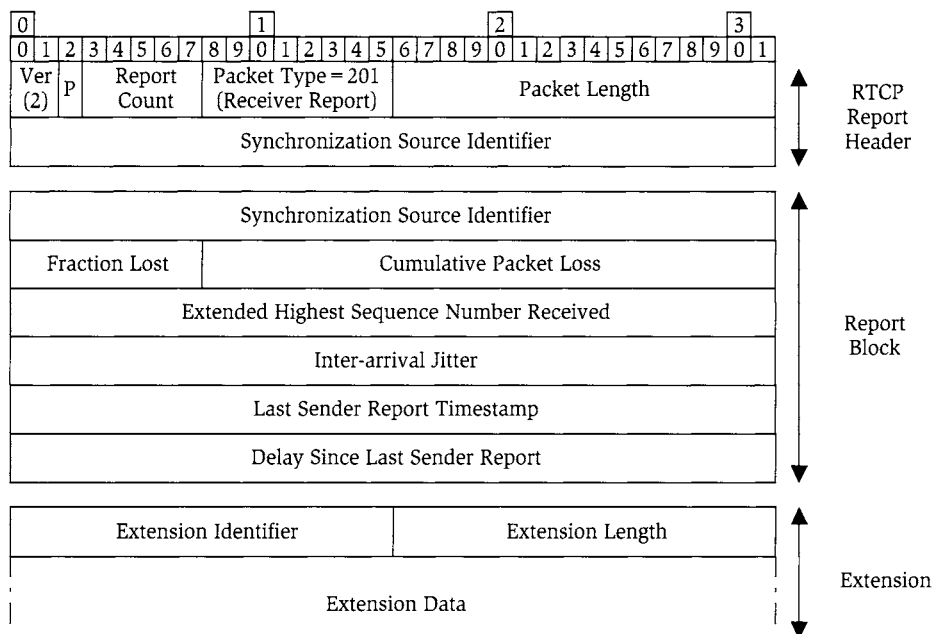 0 1 2 3
0 1 2 3 4 5 6 7 8 9 0 1 2 3 4 5 6 7 8 9 0 1 2 3 4 5 6 7 8 9 0 1
Ver (2) P Report Count Packet Type = 201 (Receiver Report) Packet Length
Synchronization Source Identifier
RTCP
Report
Header
Synchronization Source Identifier
Fraction Lost Cumulative Packet Loss
Extended Highest Sequence Number Received
Inter-arrival Jitter
Last Sender Report Timestamp
Delay Since Last Sender Report
Report
Block
Extension Identifier Extension Length
Extension Data
Extension